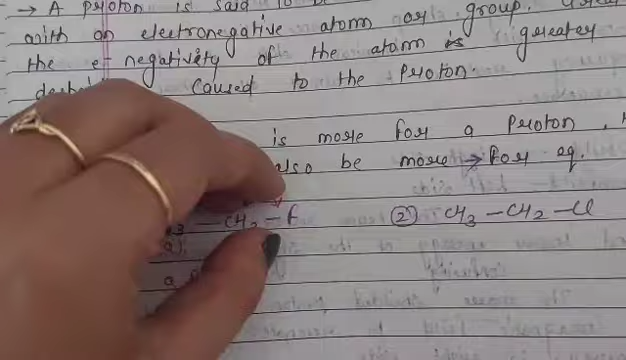 → A proton is said to be
with an electronegative atom or group.
the e- negativity of the atom is greater
caused to the Proton.
is more for a Proton,
also be more → for eg.
- CH2 - F ② CH3 - CH2 - Cl
a